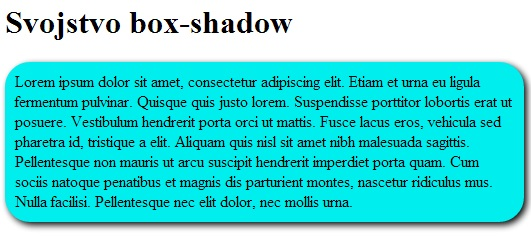 Svojstvo box-shadow
Lorem ipsum dolor sit amet, consectetur adipiscing elit. Etiam et urna eu ligula
fermentum pulvinar. Quisque quis justo lorem. Suspendisse porttitor lobortis erat ut
posuere. Vestibulum hendrerit porta orci ut mattis. Fusce lacus eros, vehicula sed
pharetra id, tristique a elit. Aliquam quis nisl sit amet nibh malesuada sagittis.
Pellentesque non mauris ut arcu suscipit hendrerit imperdiet porta quam. Cum
sociis natoque penatibus et magnis dis parturient montes, nascetur ridiculus mus.
Nulla facilisi. Pellentesque nec elit dolor, nec mollis urna.